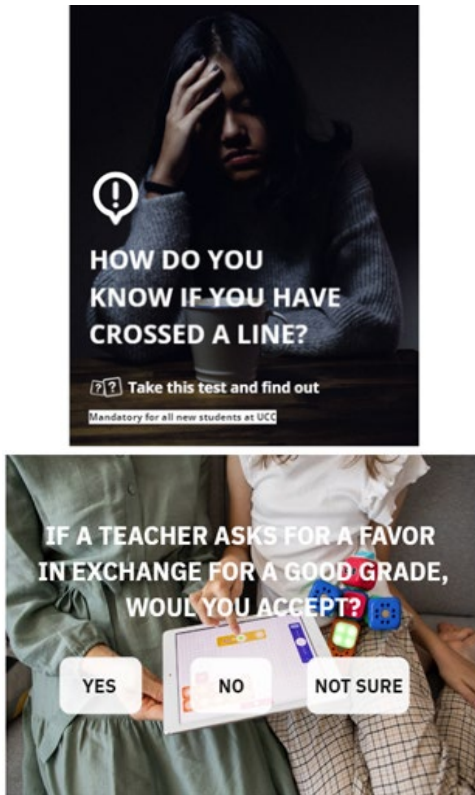 HOW DO YOU
KNOW IF YOU HAVE
CROSSED A LINE?
?? Take this test and find out
Mandatory for all new students at UCC
IF A TEACHER ASKS FOR A FAVOR
IN EXCHANGE FOR A GOOD GRADE,
WOUL YOU ACCEPT?
YES NO NOT SURE